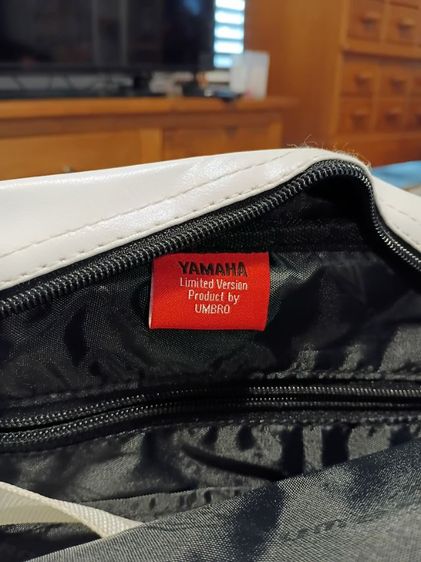 YAMAHA
Limited Version
Product by
UMBRO